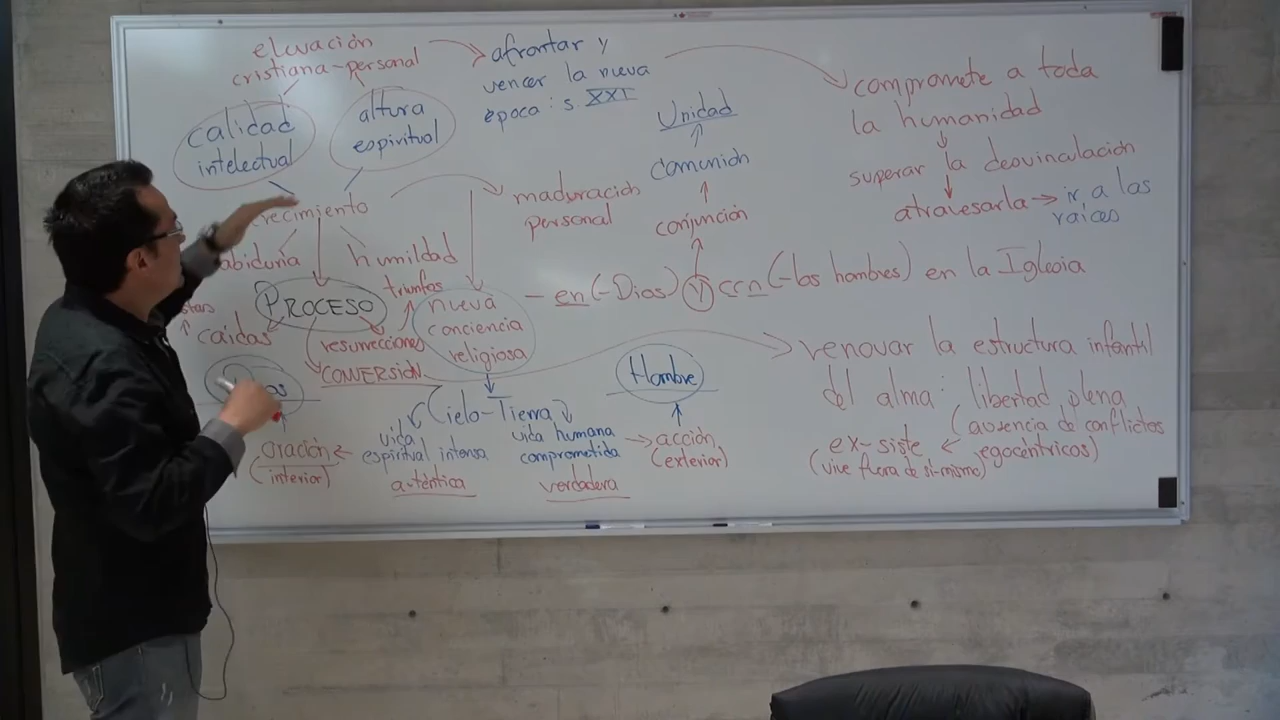 elevación
cristiana-personal
calidad
intelectual
altura
espiritual
afrontar y
vencer la nueva
época: s. XXI
Unidad
comunión
conjunción
compromete a toda
la humanidad
superar la desvinculación
atravesarla → ir a las
raíces
crecimiento
maduración
personal
humildad
triunfos
PROCESO
caídas
resurrecciones
CONVERSIÓN
nueva
conciencia
religiosa
- en (-Dios) y con (-los hombres) en la Iglesia
renovar la estructura infantil
del alma: libertad plena
(ausencia de conflictos
egocéntricos)
ex-siste
(vive fuera de sí-mismo)
Hombre
Cielo-Tierra
vida
espiritual intensa
auténtica
vida humana
comprometida
verdadera
oración
(interior)
acción
(exterior)